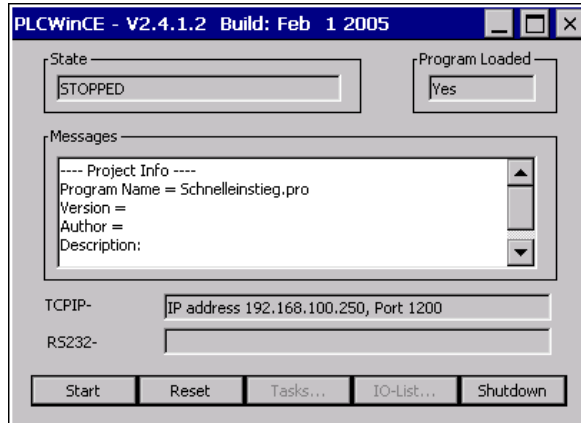 PLCWinCE - V2.4.1.2 Build: Feb 1 2005
State
STOPPED
Program Loaded
Yes
Messages
---- Project Info ----
Program Name = Schnelleinstieg.pro
Version =
Author =
Description:
TCPIP-
IP address 192.168.100.250, Port 1200
RS232-
Start Reset Tasks... IO-List... Shutdown